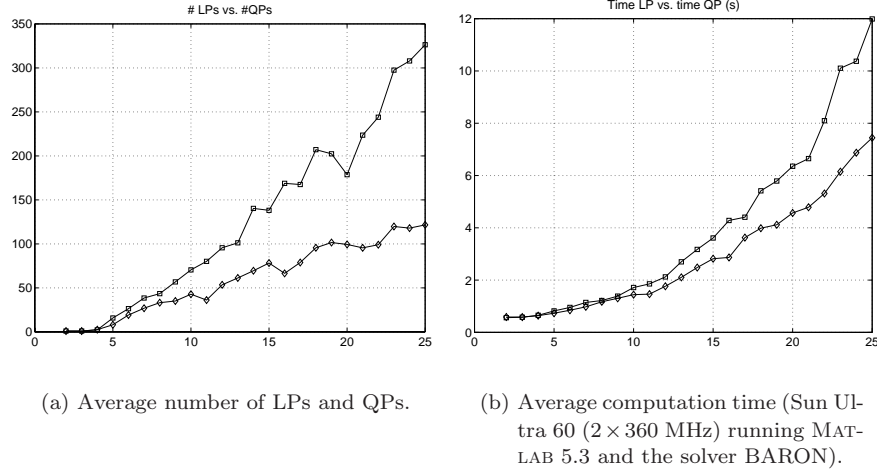 # LPs vs. #QPs
350
300
250
200
150
100
50
0
0 5 10 15 20 25
(a) Average number of LPs and QPs.
Time LP vs. time QP (s)
12
10
8
6
4
2
0
0 5 10 15 20 25
(b) Average computation time (Sun Ul-
tra 60 (2 × 360 MHz) running MAT-
LAB 5.3 and the solver BARON).